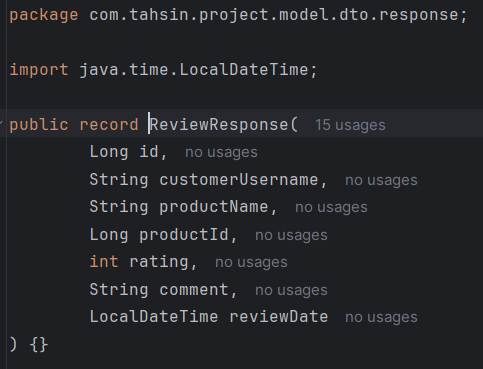 package com.tahsin.project.model.dto.response;
import java.time.LocalDateTime;
public record ReviewResponse( 15 usages
Long id, no usages
String customerUsername, no usages
String productName, no usages
Long productId, no usages
int rating, no usages
String comment, no usages
LocalDateTime reviewDate no usages
) {}